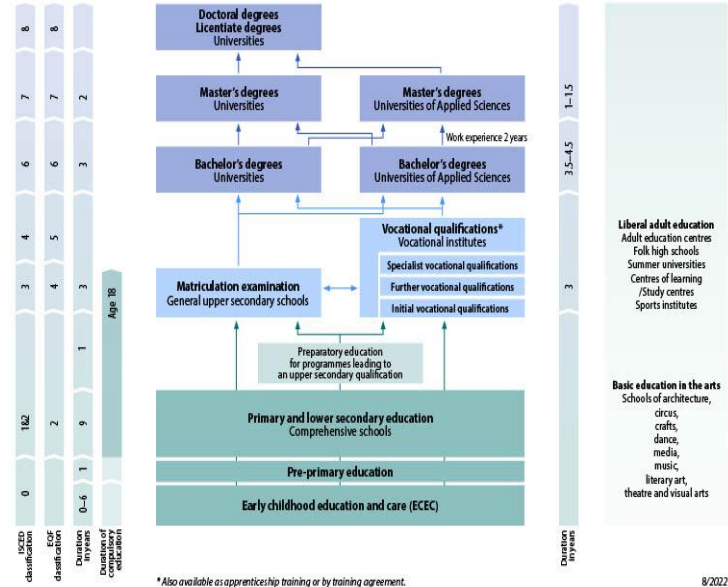 Doctoral degrees
Licentiate degrees
Universities
Master's degrees
Universities
Master's degrees
Universities of Applied Sciences
Work experience 2 years
Bachelor's degrees
Universities
Bachelor's degrees
Universities of Applied Sciences
Vocational qualifications*
Vocational institutes
Specialist vocational qualifications
Further vocational qualifications
Initial vocational qualifications
Matriculation examination
General upper secondary schools
Preparatory education
for programmes leading to
an upper secondary qualification
Primary and lower secondary education
Comprehensive schools
Pre-primary education
Early childhood education and care (ECEC)
8
7
6
4
3
1&2
0
ISCED
classification
8
7
6
5
4
2
EQF
classification
2
3
3
1
9
1
0–6
Duration
in years
Age 18
Duration of
compulsory
education
1–1.5
3.5–4.5
3
Duration
in years
Liberal adult education
Adult education centres
Folk high schools
Summer universities
Centres of learning
/Study centres
Sports institutes
Basic education in the arts
Schools of architecture,
circus,
crafts,
dance,
media,
music,
literary art,
theatre and visual arts
* Also available as apprenticeship training or by training agreement.